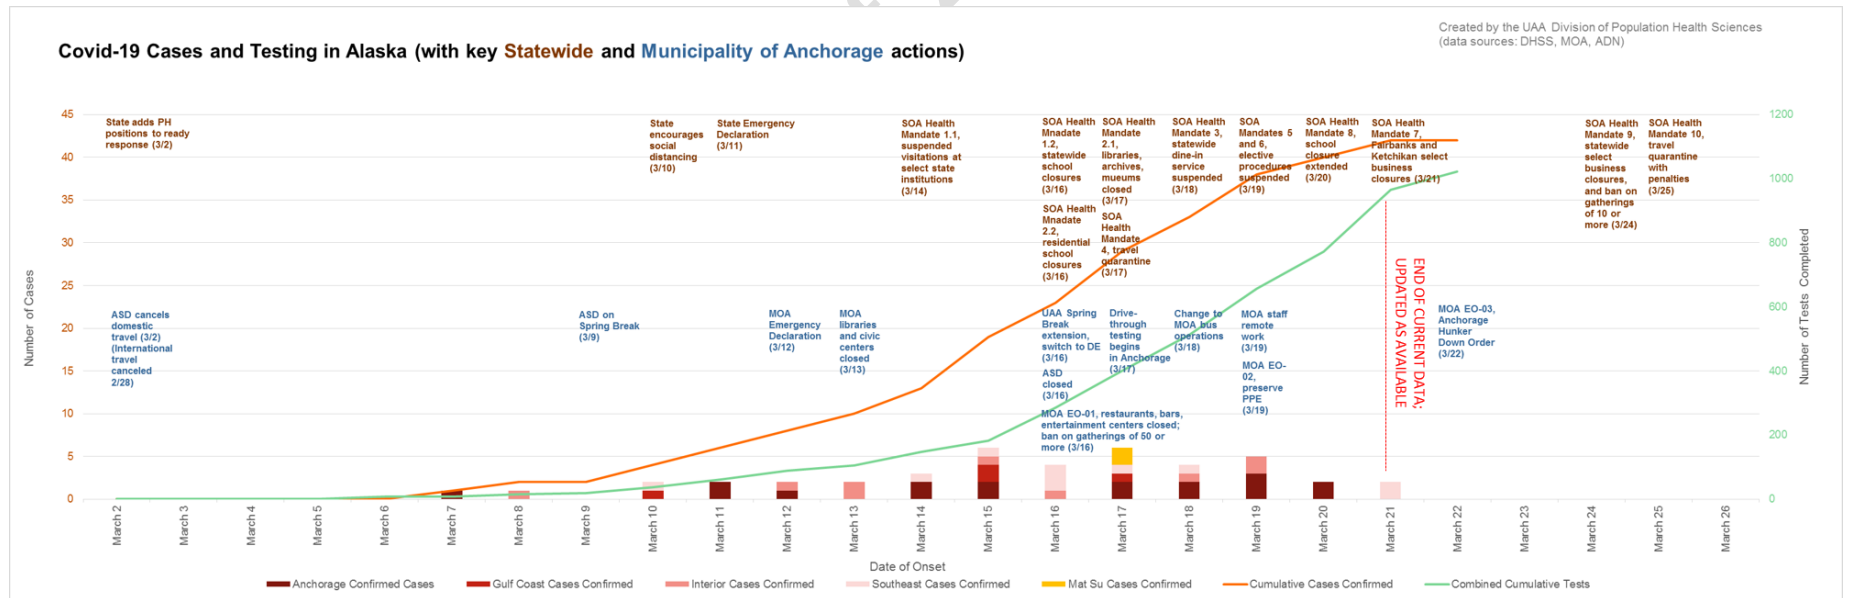 Created by the UAA Division of Population Health Sciences
(data sources: DHSS, MOA, ADN)
Covid-19 Cases and Testing in Alaska (with key Statewide and Municipality of Anchorage actions)
Number of Cases
45
40
35
30
25
20
15
10
5
0
State adds PH
positions to ready
response (3/2)
State
encourages
social
distancing
(3/10)
State Emergency
Declaration
(3/11)
SOA Health
Mandate 1.1,
suspended
visitations at
select state
institutions
(3/14)
SOA Health
Mnadate
1.2,
statewide
school
closures
(3/16)
SOA Health
Mnadate
2.2,
residential
school
closures
(3/16)
SOA Health
Mandate
2.1,
libraries,
archives,
mueums
closed
(3/17)
SOA
Health
Mandate
4, travel
quarantine
(3/17)
SOA Health
Mandate 3,
statewide
dine-in
service
suspended
(3/18)
SOA
Mandates 5
and 6,
elective
procedures
suspended
(3/19)
SOA Health
Mandate 8,
school
closure
extended
(3/20)
SOA Health
Mandate 7,
Fairbanks and
Ketchikan select
business
closures (3/21)
SOA Health
Mandate 9,
statewide
select
business
closures,
and ban on
gatherings
of 10 or
more (3/24)
SOA Health
Mandate 10,
travel
quarantine
with
penalties
(3/25)
ASD cancels
domestic
travel (3/2)
(International
travel
canceled
2/28)
ASD on
Spring Break
(3/9)
MOA
Emergency
Declaration
(3/12)
MOA
libraries
and civic
centers
closed
(3/13)
UAA Spring
Break
extension,
switch to DE
(3/16)
ASD
closed
(3/16)
MOA EO-01, restaurants, bars,
entertainment centers closed;
ban on gatherings of 50 or
more (3/16)
Drive-
through
testing
begins
in Anchorage
(3/17)
Change to
MOA bus
operations
(3/18)
MOA staff
remote
work
(3/19)
MOA EO-
02,
preserve
PPE
(3/19)
END OF CURRENT DATA;
UPDATED AS AVAILABLE
MOA EO-03,
Anchorage
Hunker
Down Order
(3/22)
1200
1000
800
600
400
200
0
Number of Tests Completed
March 2
March 3
March 4
March 5
March 6
March 7
March 8
March 9
March 10
March 11
March 12
March 13
March 14
March 15
March 16
March 17
March 18
March 19
March 20
March 21
March 22
March 23
March 24
March 25
March 26
Date of Onset
Anchorage Confirmed Cases
Gulf Coast Cases Confirmed
Interior Cases Confirmed
Southeast Cases Confirmed
Mat Su Cases Confirmed
Cumulative Cases Confirmed
Combined Cumulative Tests